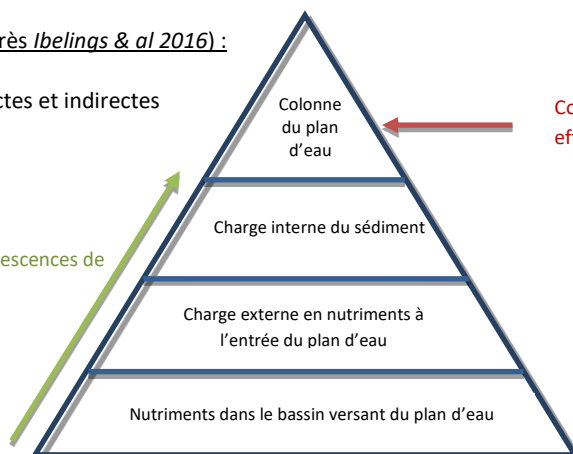 rès Ibelings & al 2016) :
ctes et indirectes
Colonne
du plan
d'eau
Co
eff
Charge interne du sédiment
escences de
Charge externe en nutriments à
l'entrée du plan d'eau
Nutriments dans le bassin versant du plan d'eau